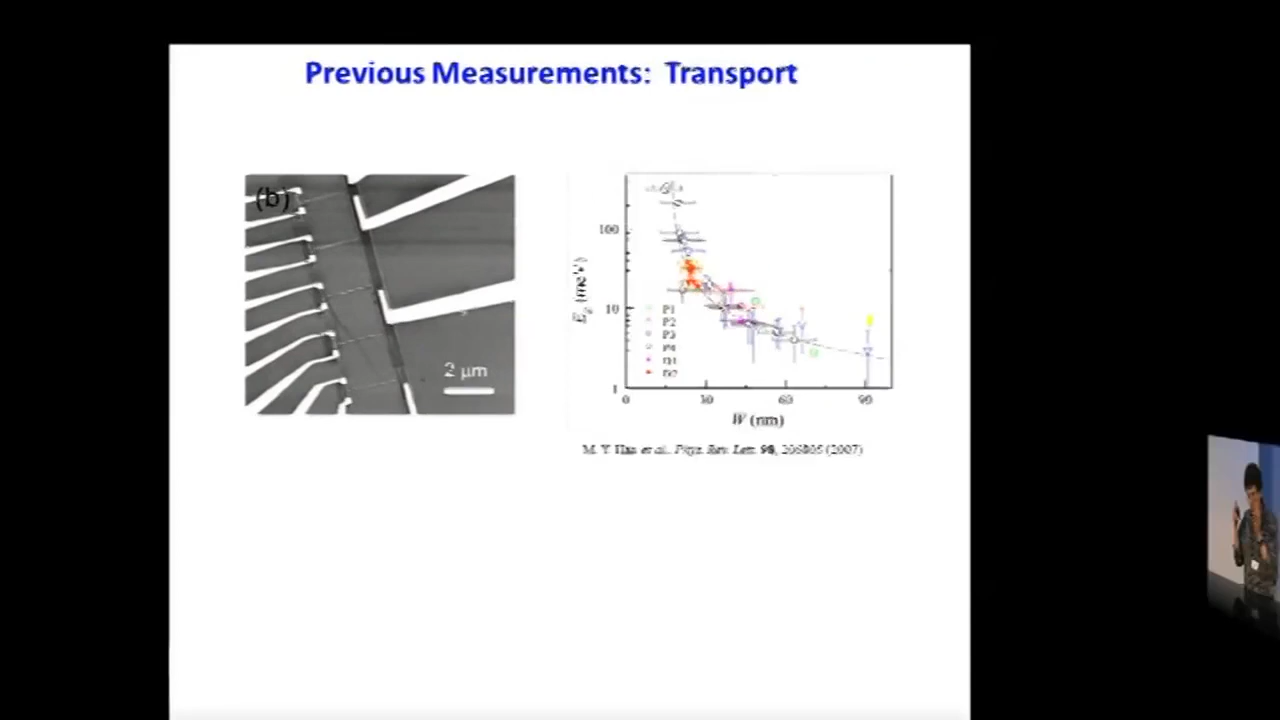 Previous Measurements: Transport
(b)
2 μm
100
10
1
E (meV)
P1
P2
P3
P4
D1
D2
0
30
60
90
W (nm)
M. Y. Han et al., Phys. Rev. Lett. 98, 206805 (2007)